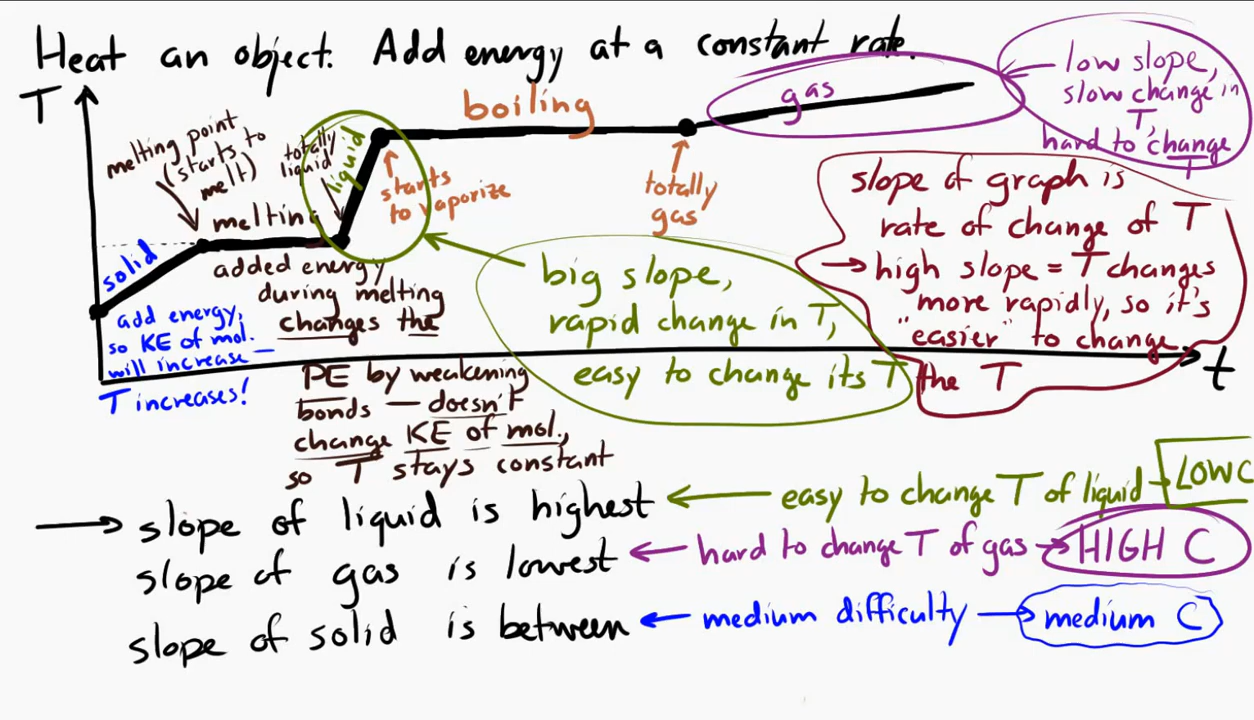 Heat an object. Add energy at a constant rate.
T
melting point
(starts to
melt)
totally
liquid
liquid
boiling
gas
low slope,
slow change in
T,
hard to change
T
starts
to vaporize
totally
gas
solid
melting
added energy
during melting
changes the
PE by weakening
bonds — doesn't
change KE of mol.,
so T stays constant
add energy,
so KE of mol.
will increase —
T increases!
big slope,
rapid change in T,
easy to change its T
slope of graph is
rate of change of T
→ high slope = T changes
more rapidly, so it's
"easier" to change
the T
t
→ slope of liquid is highest ← easy to change T of liquid → LOW C
slope of gas is lowest ← hard to change T of gas → HIGH C
slope of solid is between ← medium difficulty → medium C